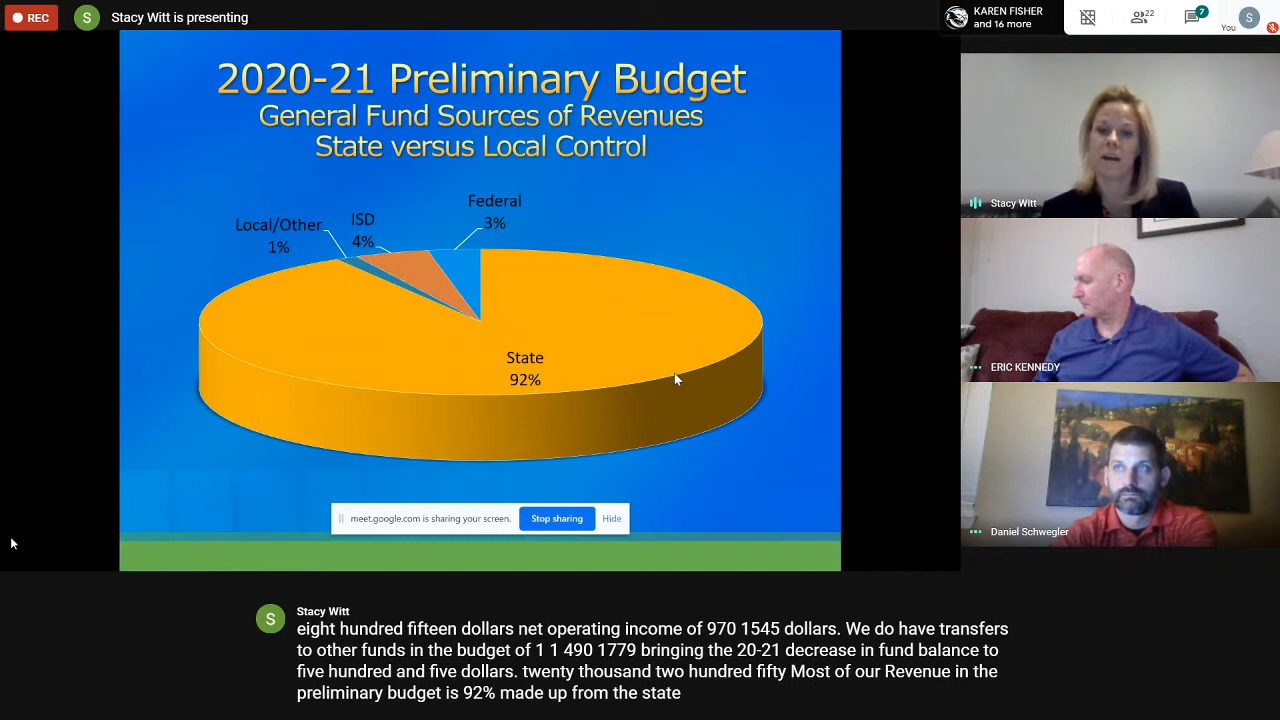 REC
S
Stacy Witt is presenting
KAREN FISHER
and 16 more
22
7
S
You
2020-21 Preliminary Budget
General Fund Sources of Revenues
State versus Local Control
Federal
3%
ISD
4%
Local/Other
1%
State
92%
meet.google.com is sharing your screen.
Stop sharing
Hide
Stacy Witt
ERIC KENNEDY
Daniel Schwegler
S
Stacy Witt
eight hundred fifteen dollars net operating income of 970 1545 dollars. We do have transfers
to other funds in the budget of 1 1 490 1779 bringing the 20-21 decrease in fund balance to
five hundred and five dollars. twenty thousand two hundred fifty Most of our Revenue in the
preliminary budget is 92% made up from the state